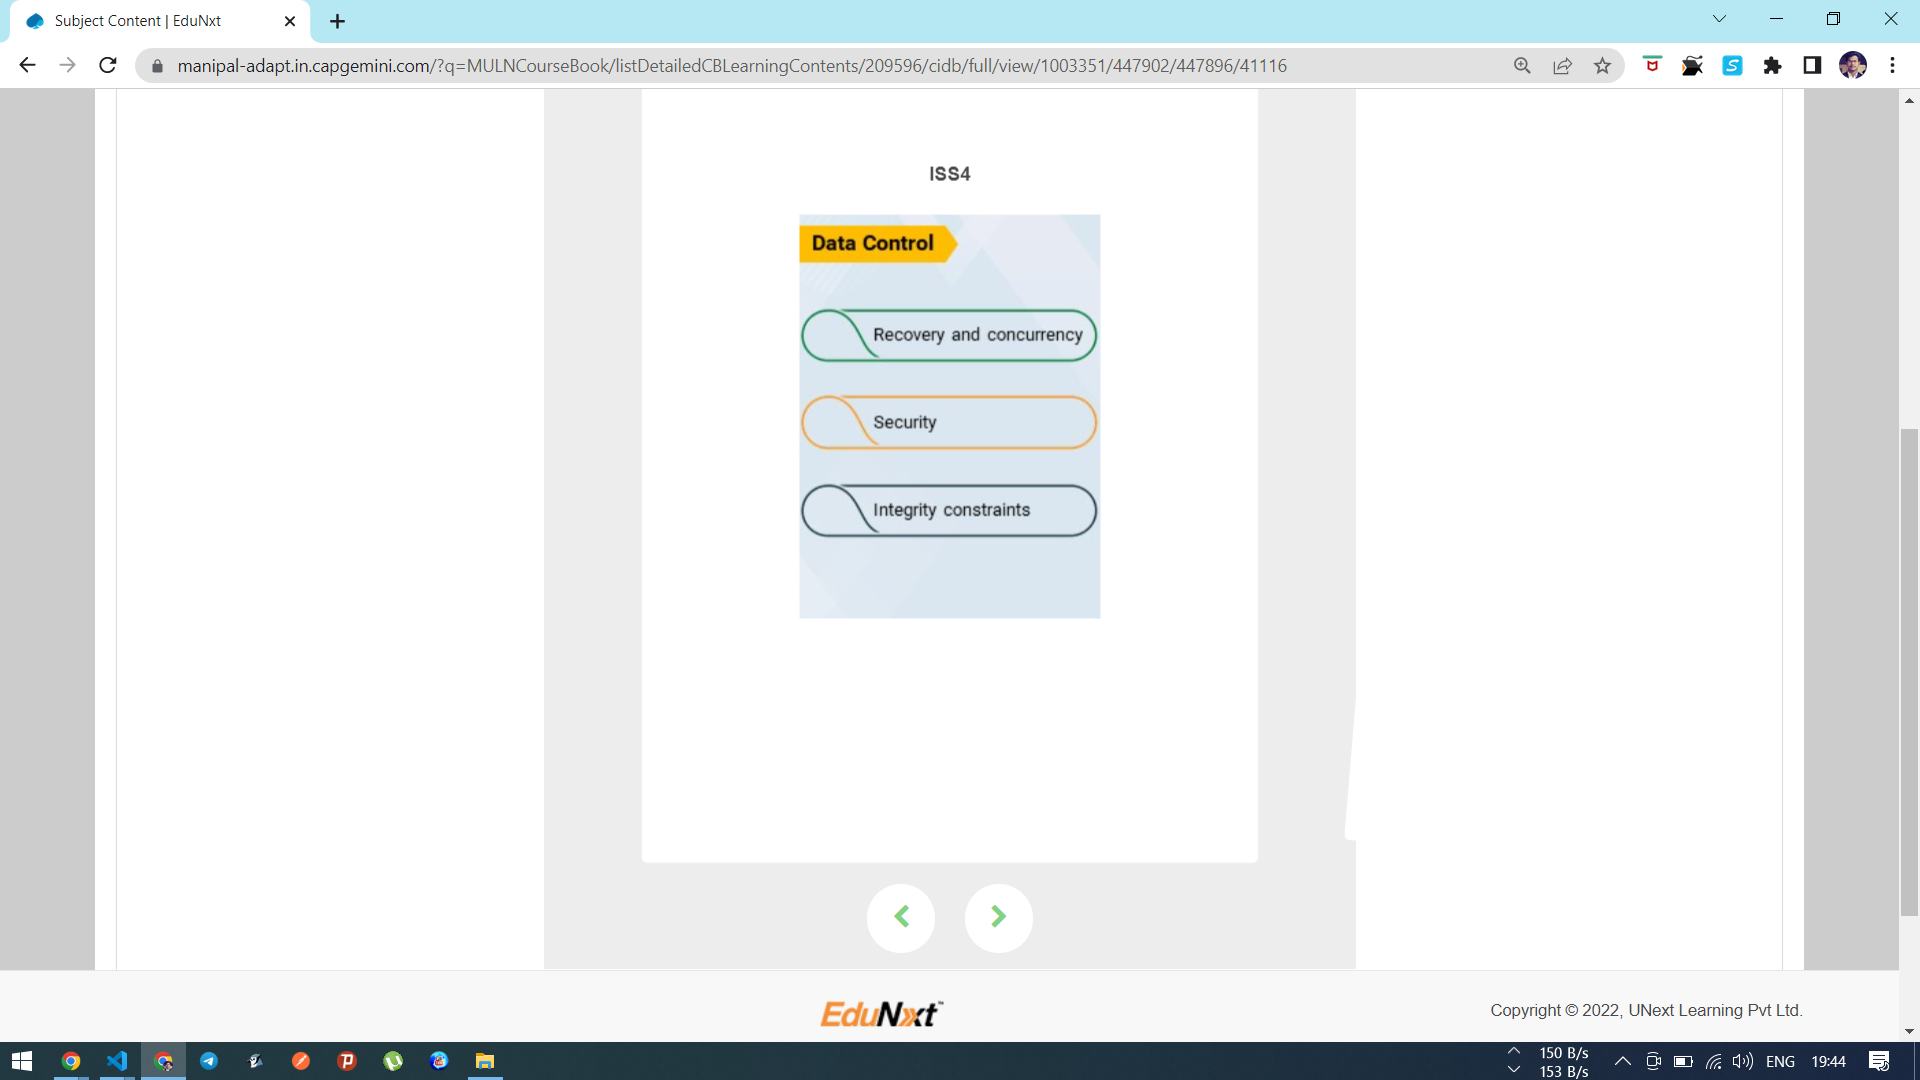 Subject Content | EduNxt
manipal-adapt.in.capgemini.com/?q=MULNCourseBook/listDetailedCBLearningContents/209596/cidb/full/view/1003351/447902/447896/41116
ISS4
Data Control
Recovery and concurrency
Security
Integrity constraints
EduNxt
Copyright © 2022, UNext Learning Pvt Ltd.
150 B/s
153 B/s
ENG
19:44